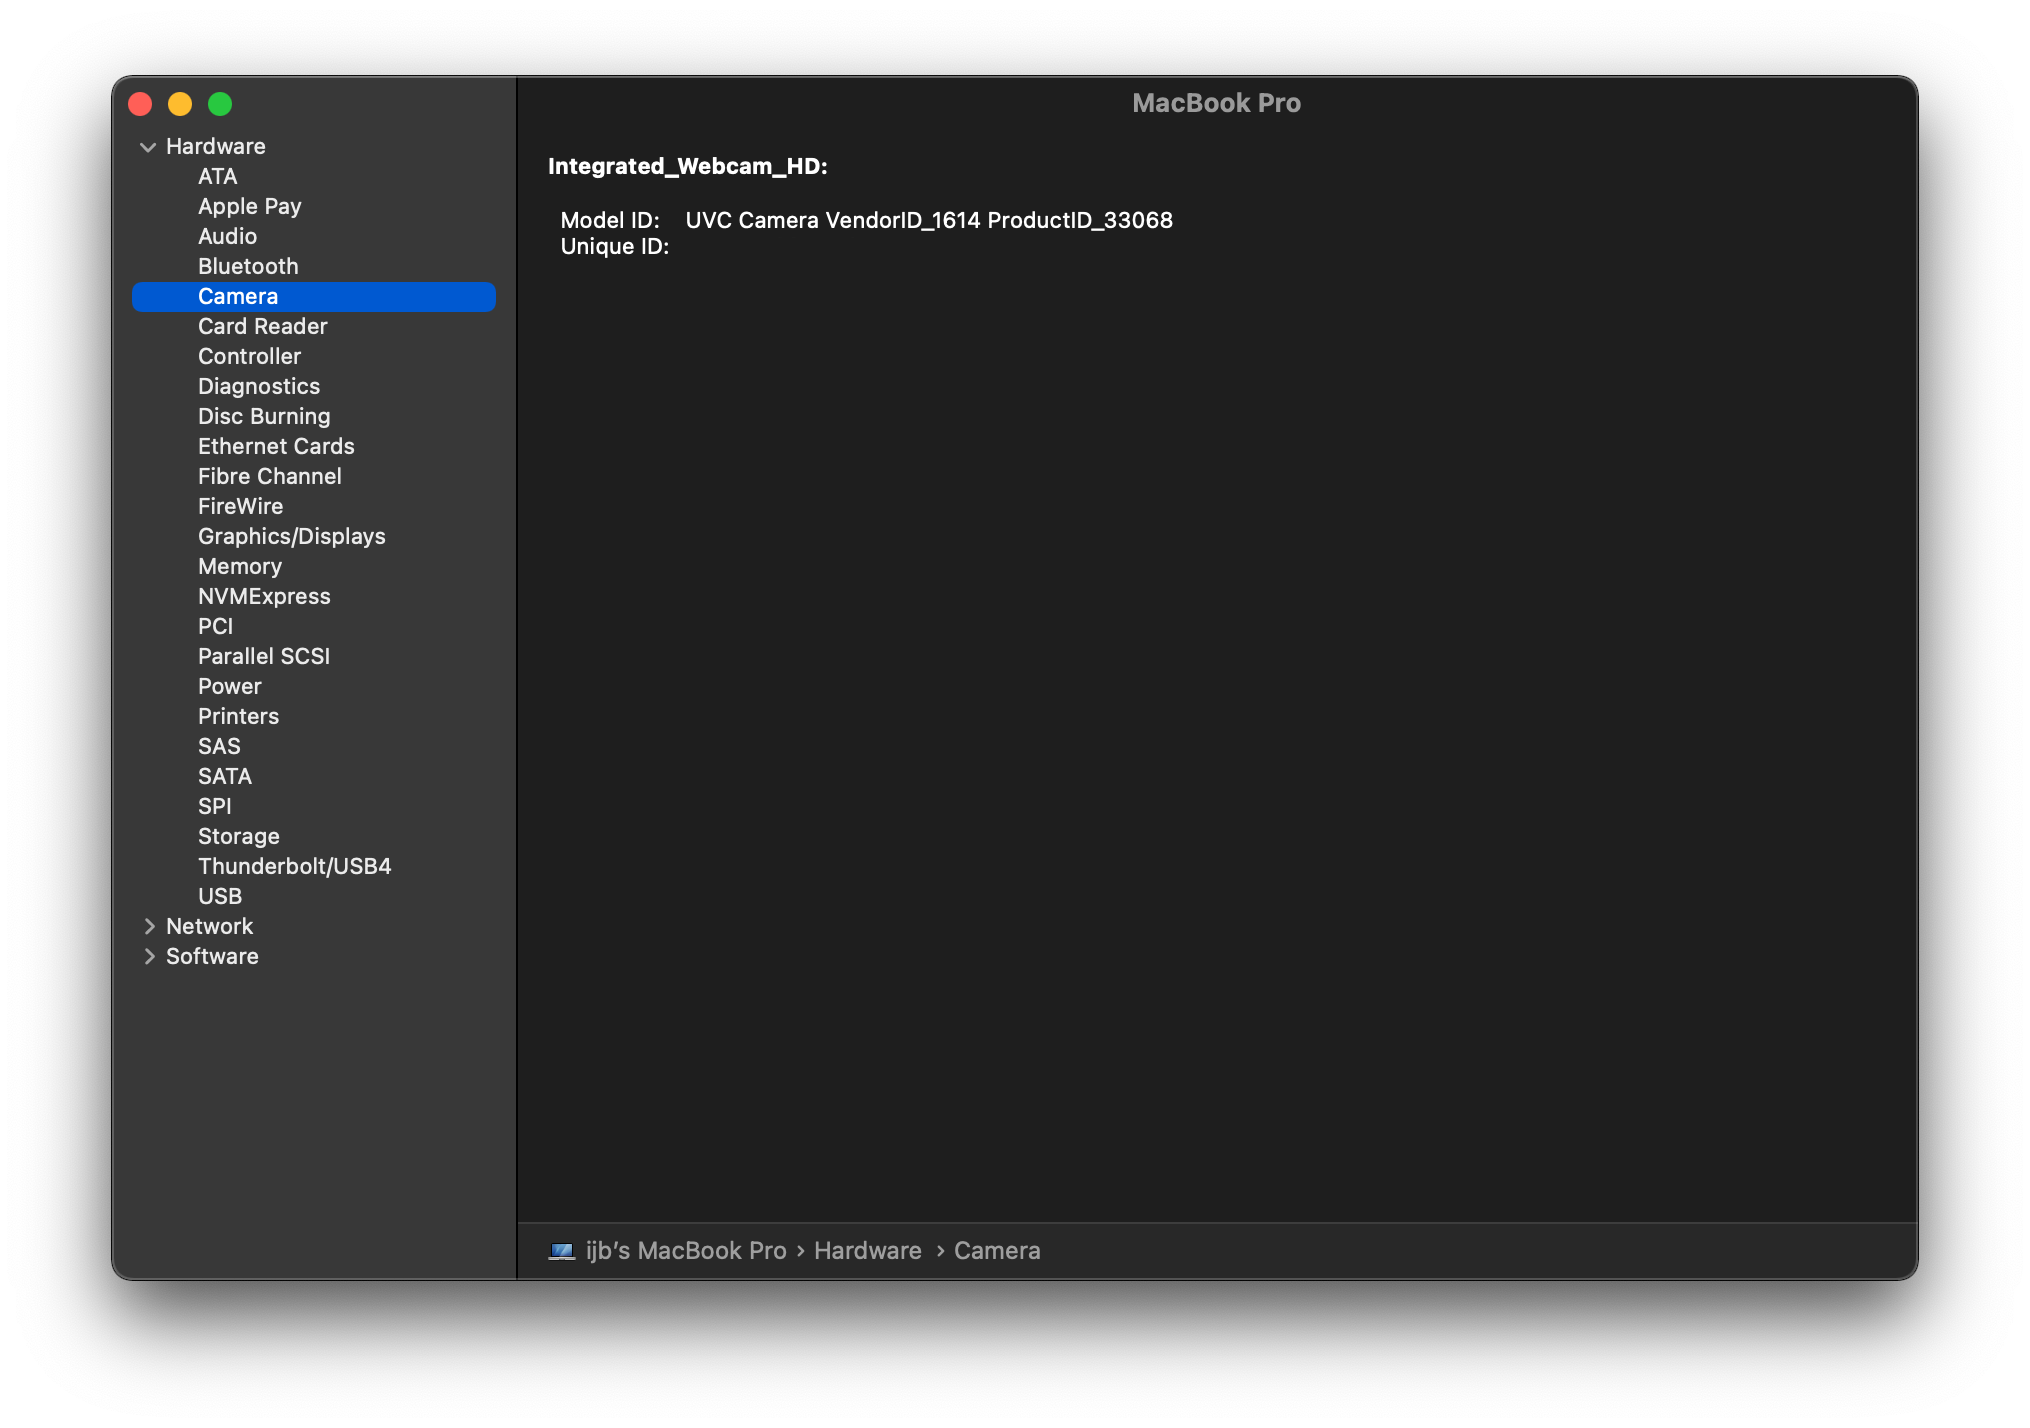 MacBook Pro
Hardware
ATA
Apple Pay
Audio
Bluetooth
Camera
Card Reader
Controller
Diagnostics
Disc Burning
Ethernet Cards
Fibre Channel
FireWire
Graphics/Displays
Memory
NVMExpress
PCI
Parallel SCSI
Power
Printers
SAS
SATA
SPI
Storage
Thunderbolt/USB4
USB
Network
Software
Integrated_Webcam_HD:
Model ID: UVC Camera VendorID_1614 ProductID_33068
Unique ID:
ijb’s MacBook Pro › Hardware › Camera